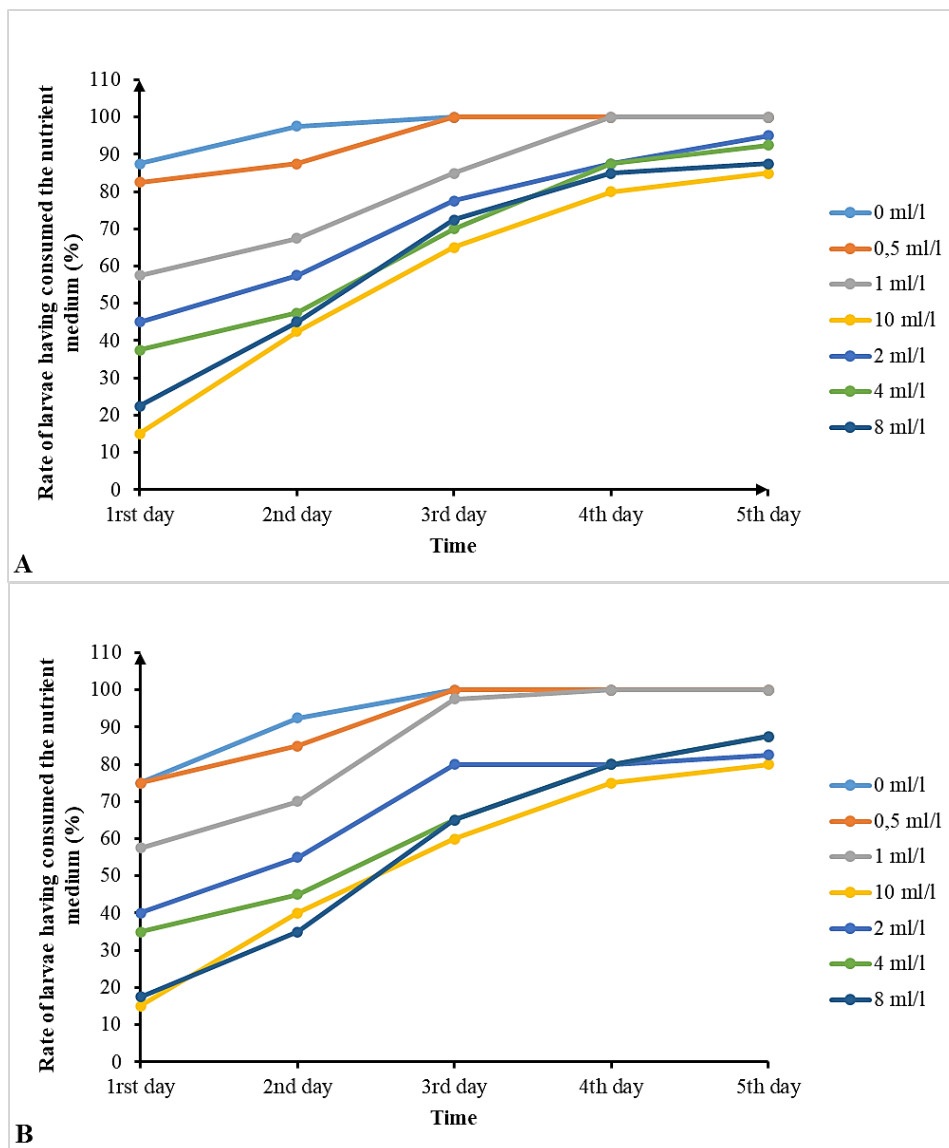 Rate of larvae having consumed the nutrient
medium (%)
110
100
90
80
70
60
50
40
30
20
10
0
1rst day 2nd day 3rd day 4th day 5th day
Time
0 ml/l
0,5 ml/l
1 ml/l
10 ml/l
2 ml/l
4 ml/l
8 ml/l
A
Rate of larvae having consumed the nutrient
medium (%)
110
100
90
80
70
60
50
40
30
20
10
0
1rst day 2nd day 3rd day 4th day 5th day
Time
0 ml/l
0,5 ml/l
1 ml/l
10 ml/l
2 ml/l
4 ml/l
8 ml/l
B